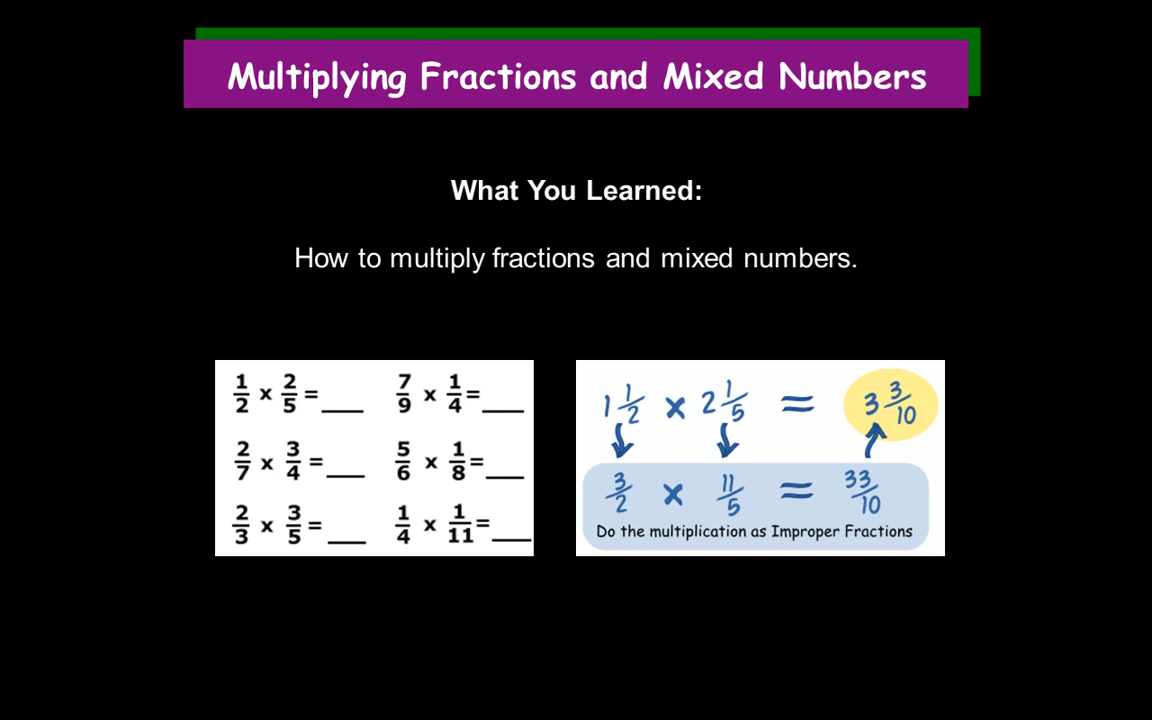 Multiplying Fractions and Mixed Numbers
What You Learned:
How to multiply fractions and mixed numbers.
1/2 x 2/5 = ___ 7/9 x 1/4 = ___
2/7 x 3/4 = ___ 5/6 x 1/8 = ___
2/3 x 3/5 = ___ 1/4 x 1/11 = ___
1 1/2 x 2 1/5 = 3 3/10
3/2 x 11/5 = 33/10
Do the multiplication as Improper Fractions